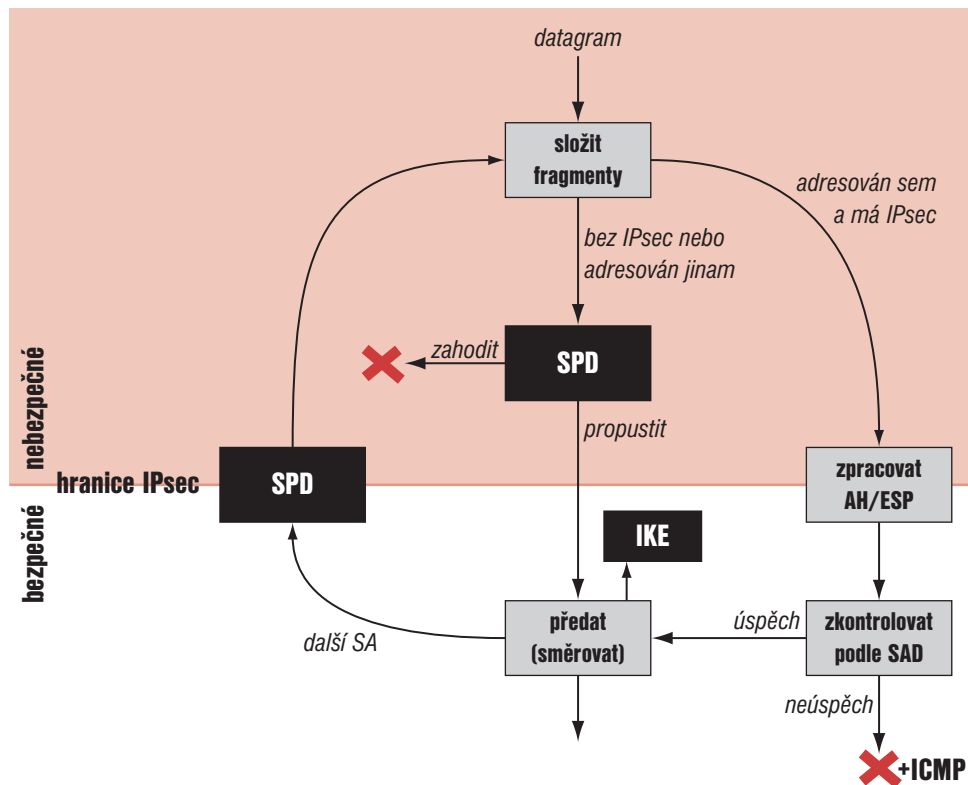 datagram
složit
fragmenty
adresován sem
a má IPsec
bez IPsec nebo
adresován jinam
zahodit
SPD
propustit
nebezpečné
hranice IPsec
SPD
zpracovat
AH/ESP
bezpečné
IKE
další SA
předat
(směrovat)
úspěch
zkontrolovat
podle SAD
neúspěch
+ICMP